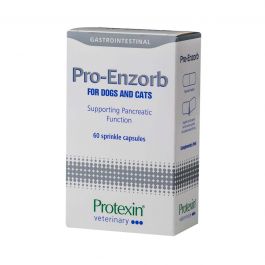 GASTROINTESTINAL
Pro-Enzorb
FOR DOGS AND CATS
Supporting Pancreatic
Function
60 sprinkle capsules
Protexin®
veterinary